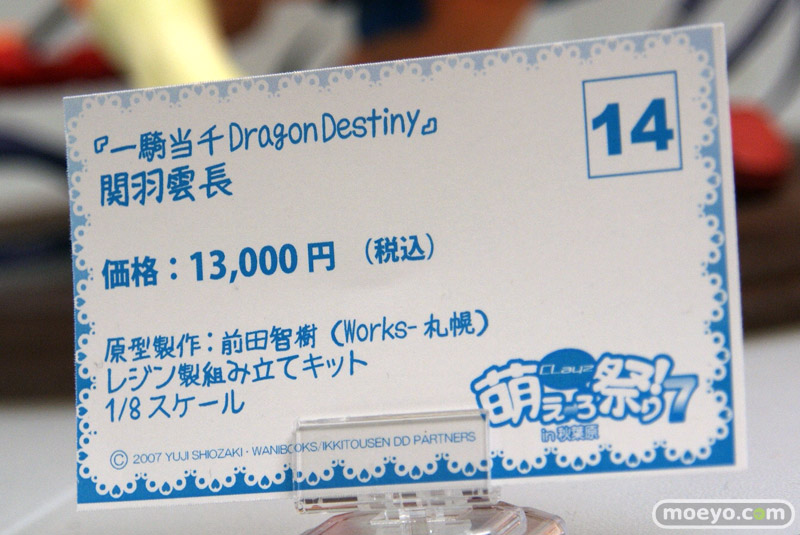 『一騎当千DragonDestiny』
14
関羽雲長
価格：13,000円（税込）
原型製作：前田智樹（Works-札幌）
レジン製組み立てキット
1/8スケール
CLayz
萌えろ祭ゥ!7
in秋葉原
© 2007 YUJI SHIOZAKI・WANIBOOKS/IKKITOUSEN DD PARTNERS
moeyo.com